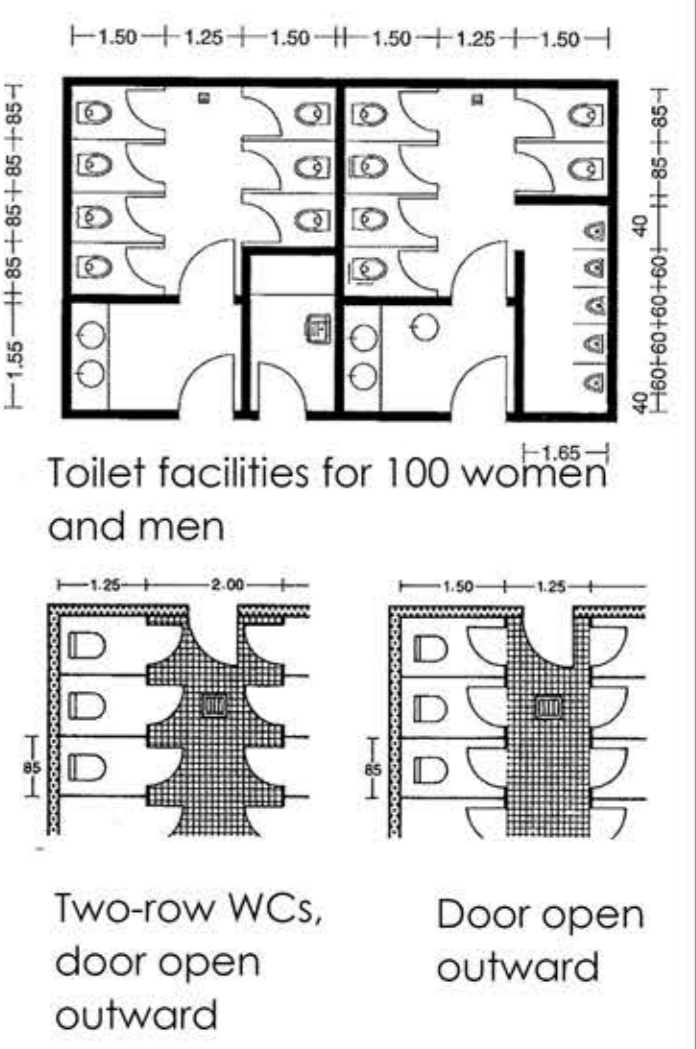 1.50 1.25 1.50 1.50 1.25 1.50
85
85
85
85
1.55
85
85
40
60
60
60
60
40
1.65
Toilet facilities for 100 women
and men
1.25 2.00
85
1.50 1.25
85
Two-row WCs,
door open
outward
Door open
outward